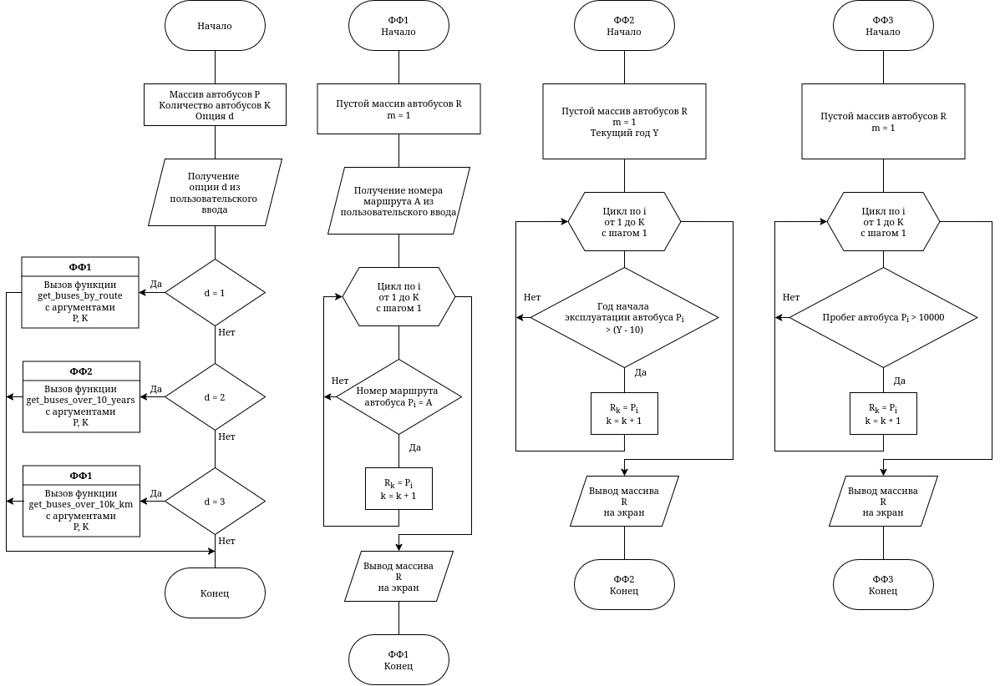 Начало
Массив автобусов P
Количество автобусов K
Опция d
Получение
опции d из
пользовательского
ввода
d = 1
Да
Нет
ФФ1
Вызов функции
get_buses_by_route
с аргументами
P, K
d = 2
Да
Нет
ФФ2
Вызов функции
get_buses_over_10_years
с аргументами
P, K
d = 3
Да
Нет
ФФ1
Вызов функции
get_buses_over_10k_km
с аргументами
P, K
Конец
ФФ1
Начало
Пустой массив автобусов R
m = 1
Получение номера
маршрута A из
пользовательского ввода
Цикл по i
от 1 до K
с шагом 1
Нет
Номер маршрута
автобуса Pi = A
Да
Rk = Pi
k = k + 1
Вывод массива
R
на экран
ФФ1
Конец
ФФ2
Начало
Пустой массив автобусов R
m = 1
Текущий год Y
Цикл по i
от 1 до K
с шагом 1
Нет
Год начала
эксплуатации автобуса Pi
> (Y - 10)
Да
Rk = Pi
k = k + 1
Вывод массива
R
на экран
ФФ2
Конец
ФФ3
Начало
Пустой массив автобусов R
m = 1
Цикл по i
от 1 до K
с шагом 1
Нет
Пробег автобуса Pi > 10000
Да
Rk = Pi
k = k + 1
Вывод массива
R
на экран
ФФ3
Конец